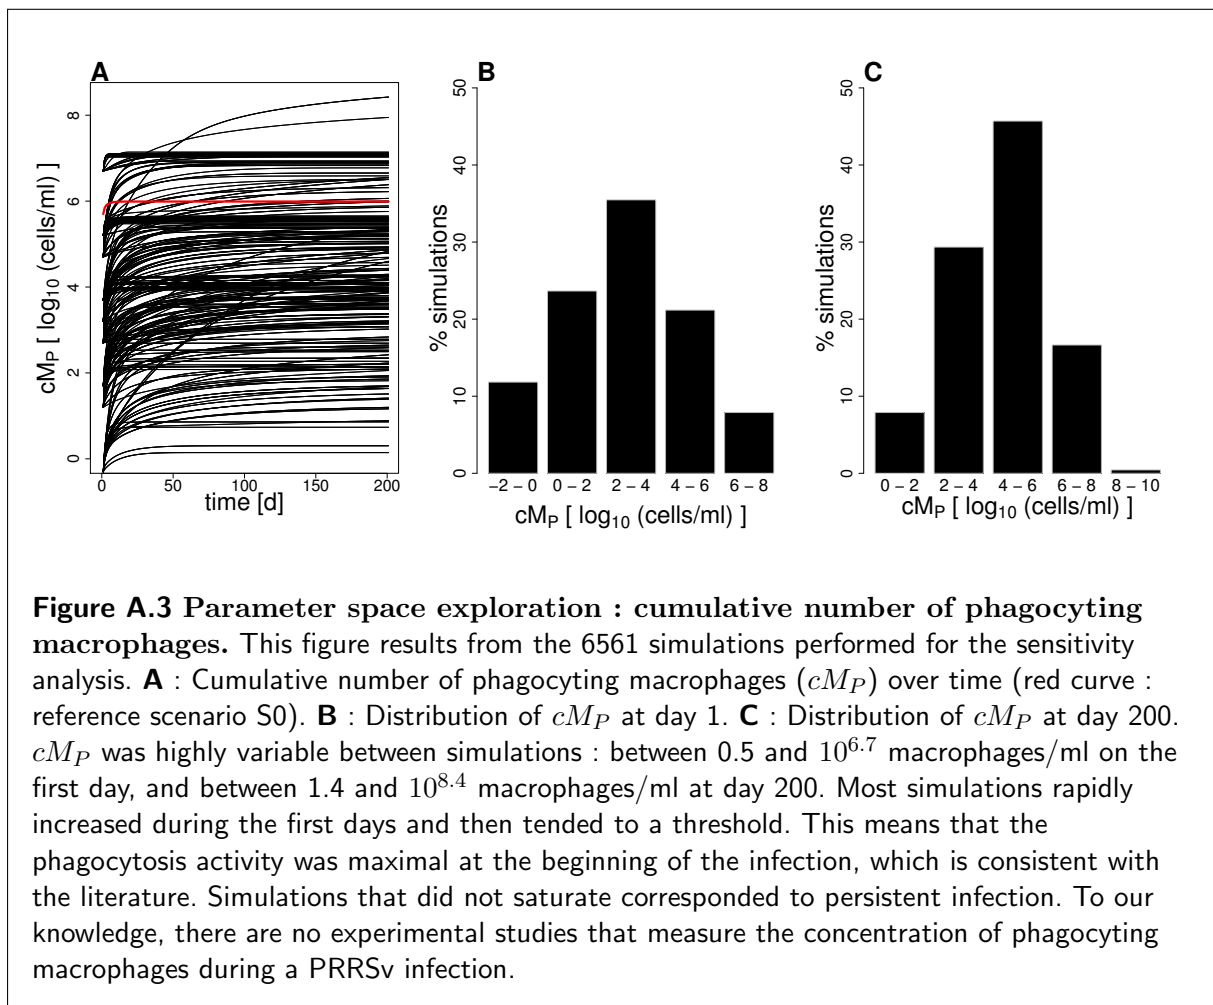 A
8
6
4
2
0
cMP [ log10 (cells/ml) ]
0 50 100 150 200
time [d]
B
50
40
30
20
10
0
% simulations
−2 − 0 0 − 2 2 − 4 4 − 6 6 − 8
cMP [ log10 (cells/ml) ]
C
50
40
30
20
10
0
% simulations
0 − 2 2 − 4 4 − 6 6 − 8 8 − 10
cMP [ log10 (cells/ml) ]
Figure A.3 Parameter space exploration : cumulative number of phagocyting
macrophages. This figure results from the 6561 simulations performed for the sensitivity
analysis. A : Cumulative number of phagocyting macrophages (cMP) over time (red curve :
reference scenario S0). B : Distribution of cMP at day 1. C : Distribution of cMP at day 200.
cMP was highly variable between simulations : between 0.5 and 10^6.7 macrophages/ml on the
first day, and between 1.4 and 10^8.4 macrophages/ml at day 200. Most simulations rapidly
increased during the first days and then tended to a threshold. This means that the
phagocytosis activity was maximal at the beginning of the infection, which is consistent with
the literature. Simulations that did not saturate corresponded to persistent infection. To our
knowledge, there are no experimental studies that measure the concentration of phagocyting
macrophages during a PRRSv infection.